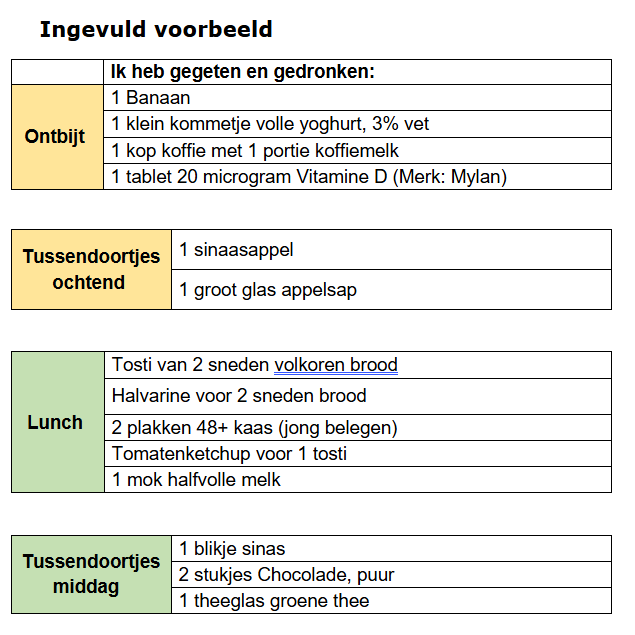 Ingevuld voorbeeld
Ik heb gegeten en gedronken:
Ontbijt
1 Banaan
1 klein kommetje volle yoghurt, 3% vet
1 kop koffie met 1 portie koffiemelk
1 tablet 20 microgram Vitamine D (Merk: Mylan)
Tussendoortjes
ochtend
1 sinaasappel
1 groot glas appelsap
Lunch
Tosti van 2 sneden volkoren brood
Halvarine voor 2 sneden brood
2 plakken 48+ kaas (jong belegen)
Tomatenketchup voor 1 tosti
1 mok halfvolle melk
Tussendoortjes
middag
1 blikje sinas
2 stukjes Chocolade, puur
1 theeglas groene thee